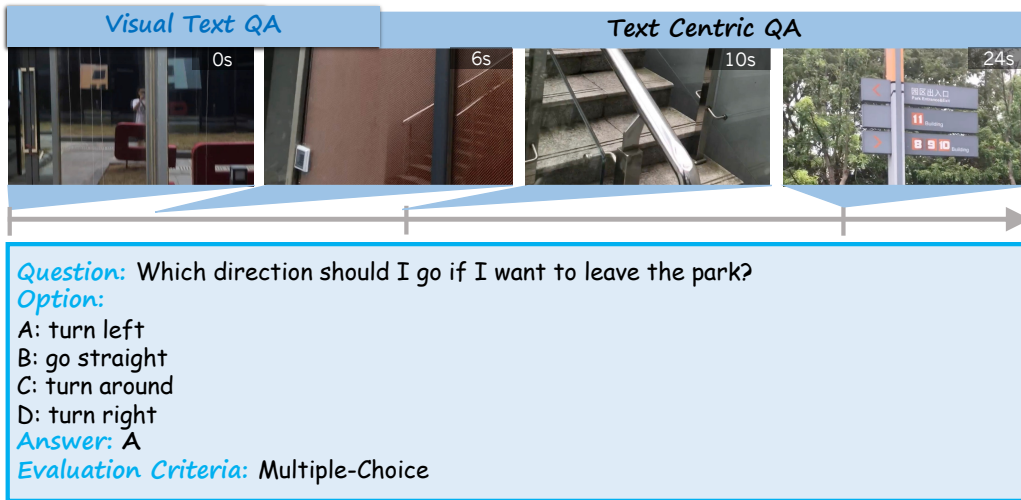 Visual Text QA
Text Centric QA
0s
6s
10s
24s
园区出入口
11 Building
8 9 10 Building
Question: Which direction should I go if I want to leave the park?
Option:
A: turn left
B: go straight
C: turn around
D: turn right
Answer: A
Evaluation Criteria: Multiple-Choice